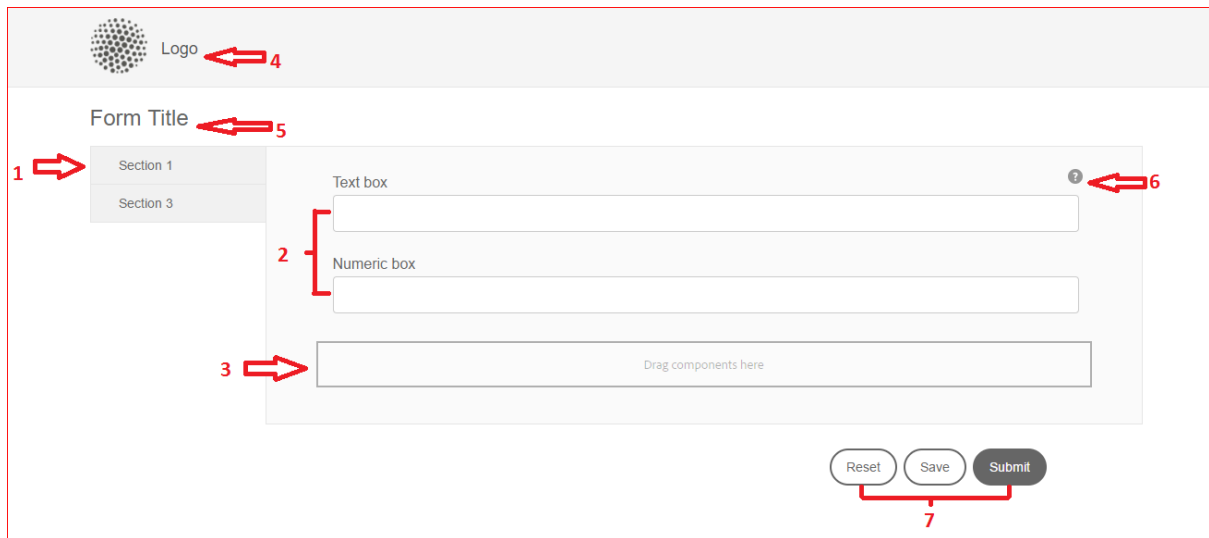 Logo
4
Form Title
5
1
Section 1
Section 3
Text box
?
6
2
Numeric box
3
Drag components here
Reset Save Submit
7